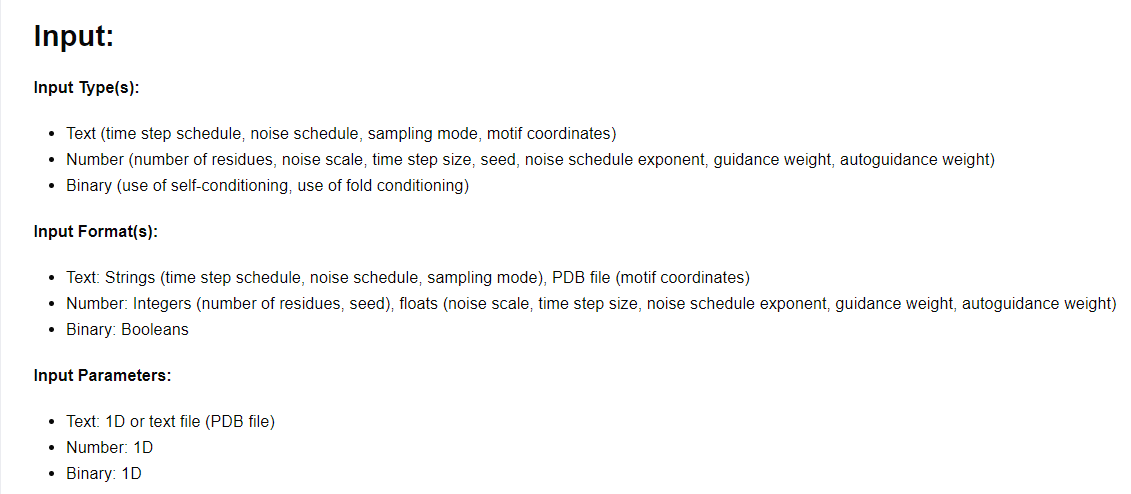 Input:
Input Type(s):
• Text (time step schedule, noise schedule, sampling mode, motif coordinates)
• Number (number of residues, noise scale, time step size, seed, noise schedule exponent, guidance weight, autoguidance weight)
• Binary (use of self-conditioning, use of fold conditioning)
Input Format(s):
• Text: Strings (time step schedule, noise schedule, sampling mode), PDB file (motif coordinates)
• Number: Integers (number of residues, seed), floats (noise scale, time step size, noise schedule exponent, guidance weight, autoguidance weight)
• Binary: Booleans
Input Parameters:
• Text: 1D or text file (PDB file)
• Number: 1D
• Binary: 1D